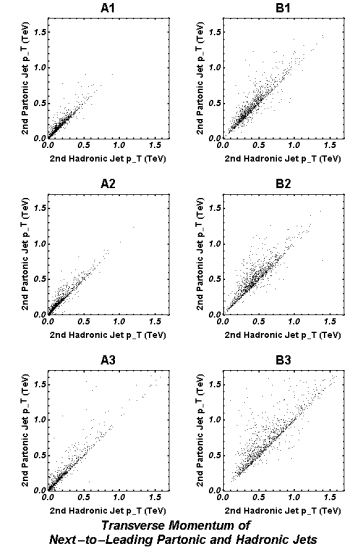 A1
2nd Partonic Jet p_T (TeV)
1.5
1.0
0.5
0.0
0.0 0.5 1.0 1.5
2nd Hadronic Jet p_T (TeV)
B1
2nd Partonic Jet p_T (TeV)
1.5
1.0
0.5
0.0
0.0 0.5 1.0 1.5
2nd Hadronic Jet p_T (TeV)
A2
2nd Partonic Jet p_T (TeV)
1.5
1.0
0.5
0.0
0.0 0.5 1.0 1.5
2nd Hadronic Jet p_T (TeV)
B2
2nd Partonic Jet p_T (TeV)
1.5
1.0
0.5
0.0
0.0 0.5 1.0 1.5
2nd Hadronic Jet p_T (TeV)
A3
2nd Partonic Jet p_T (TeV)
1.5
1.0
0.5
0.0
0.0 0.5 1.0 1.5
2nd Hadronic Jet p_T (TeV)
B3
2nd Partonic Jet p_T (TeV)
1.5
1.0
0.5
0.0
0.0 0.5 1.0 1.5
2nd Hadronic Jet p_T (TeV)
Transverse Momentum of
Next-to-Leading Partonic and Hadronic Jets